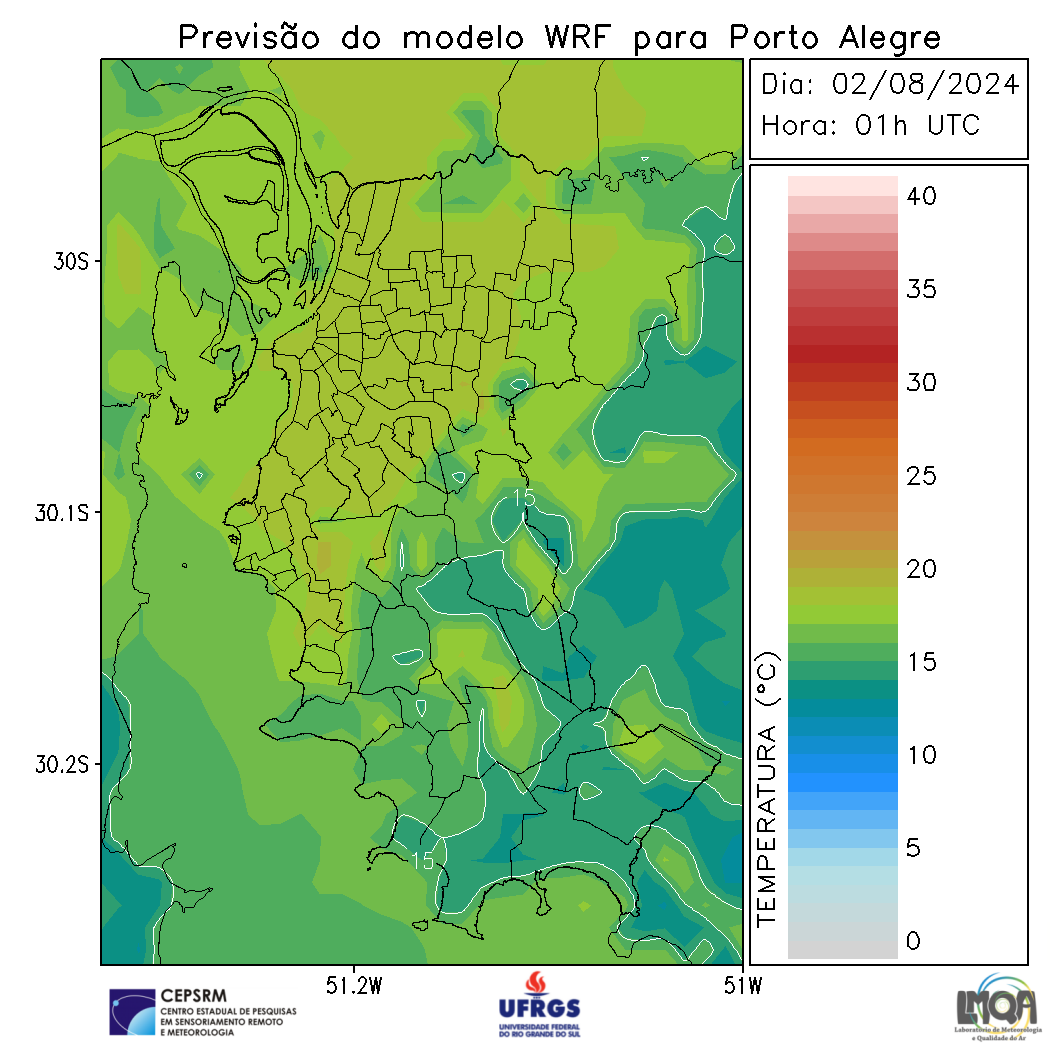 Previsão do modelo WRF para Porto Alegre
Dia: 02/08/2024
Hora: 01h UTC
40
35
30
25
20
15
10
5
0
TEMPERATURA (°C)
30S
30.1S
30.2S
51.2W
51W
15
15
CEPSRM
CENTRO ESTADUAL DE PESQUISAS
EM SENSORIAMENTO REMOTO
E METEOROLOGIA
UFRGS
UNIVERSIDADE FEDERAL
DO RIO GRANDE DO SUL
LMQA
Laboratório de Meteorologia
e Qualidade do Ar